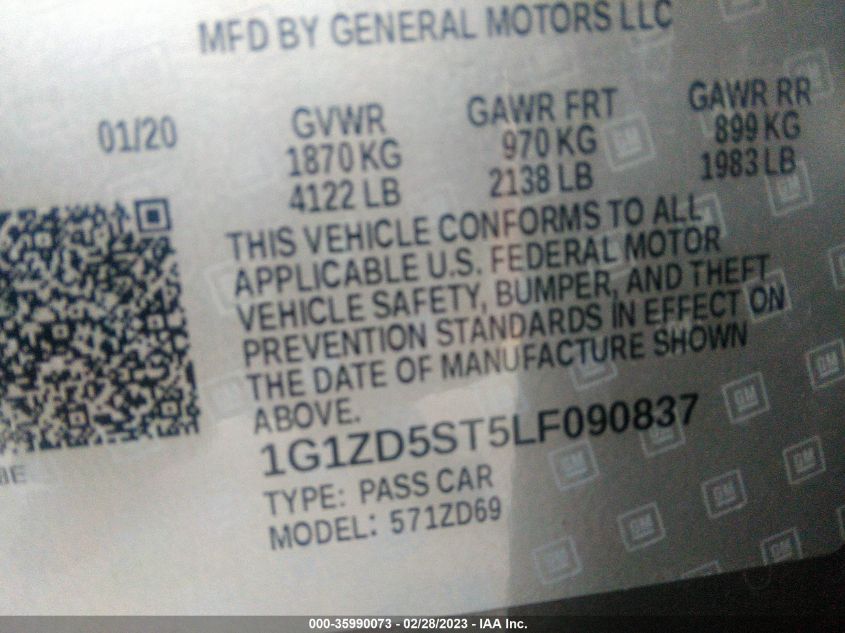 MFD BY GENERAL MOTORS LLC
01/20 GVWR GAWR FRT GAWR RR
1870 KG 970 KG 899 KG
4122 LB 2138 LB 1983 LB
THIS VEHICLE CONFORMS TO ALL
APPLICABLE U.S. FEDERAL MOTOR
VEHICLE SAFETY, BUMPER, AND THEFT
PREVENTION STANDARDS IN EFFECT ON
THE DATE OF MANUFACTURE SHOWN
ABOVE.
1G1ZD5ST5LF090837
TYPE: PASS CAR
MODEL: 571ZD69
GM
000-35990073 - 02/28/2023 - IAA Inc.